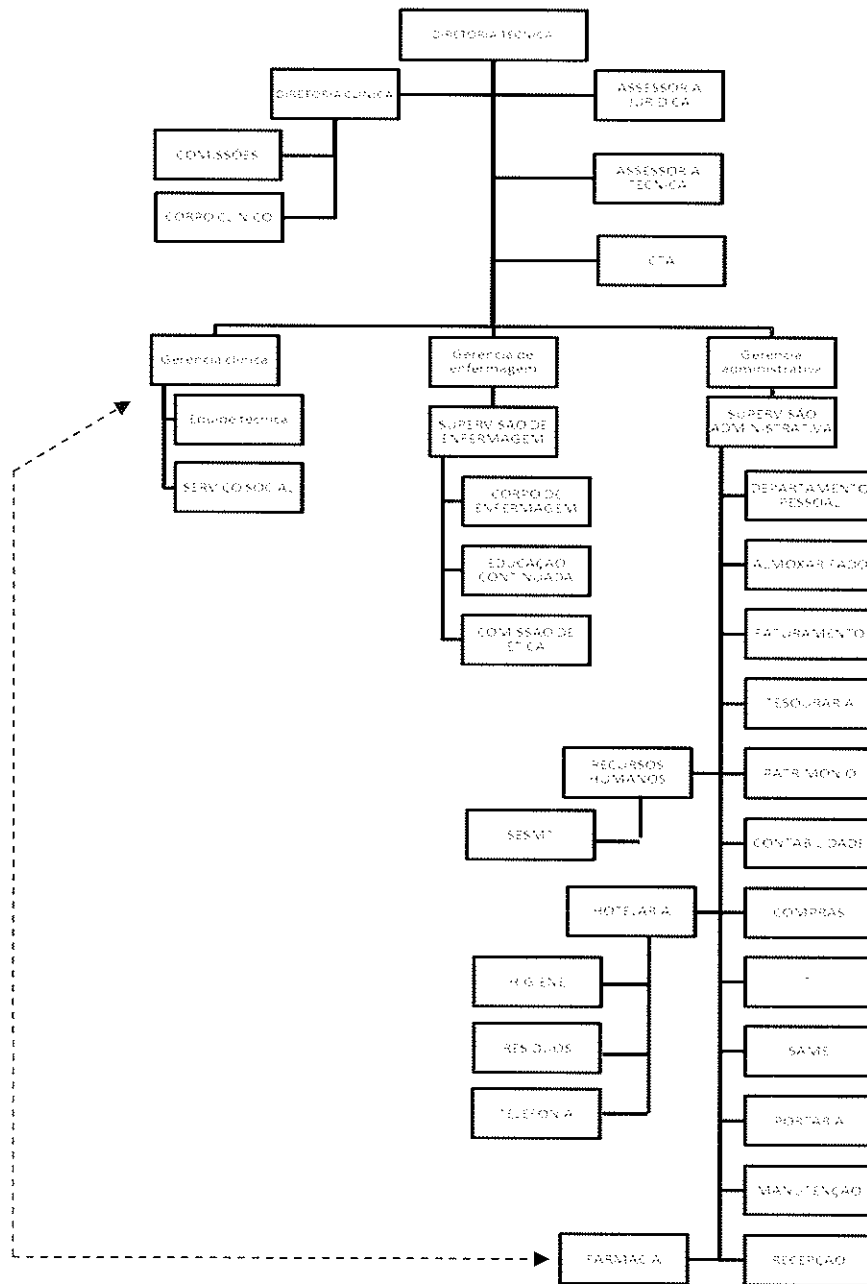 DIRETORIA TÉCNICA
DIRETORIA CLÍNICA
ASSESSORIA
JURÍDICA
COMISSÕES
ASSESSORIA
TÉCNICA
CORPO CLÍNICO
CTA
Gerência clínica
Gerência de
enfermagem
Gerência
administrativa
Equipe técnica
SERVIÇO SOCIAL
SUPERVISÃO DE
ENFERMAGEM
SUPERVISÃO
ADMINISTRATIVA
CORPO DE
ENFERMAGEM
EDUCAÇÃO
CONTINUADA
COMISSÃO DE
ÉTICA
DEPARTAMENTO
PESSOAL
ALMOXARIFADO
FATURAMENTO
TESOURARIA
RECURSOS
HUMANOS
PATRIMÔNIO
SESMT
CONTABILIDADE
HOTELARIA
COMPRAS
HIGIENE
RESÍDUOS
SAME
TELEFONIA
PORTARIA
MANUTENÇÃO
FARMÁCIA
RECEPÇÃO